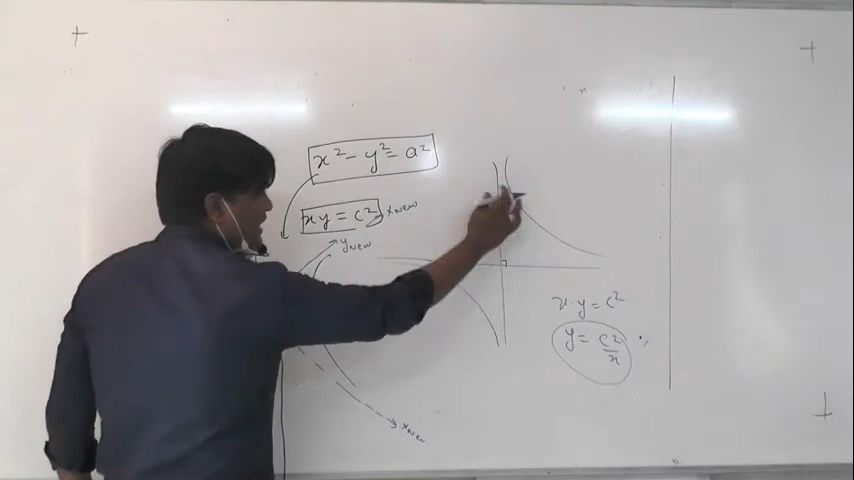 x² - y² = a²
xy = c²
x New
y New
x·y = c²
y = c²/x
x New